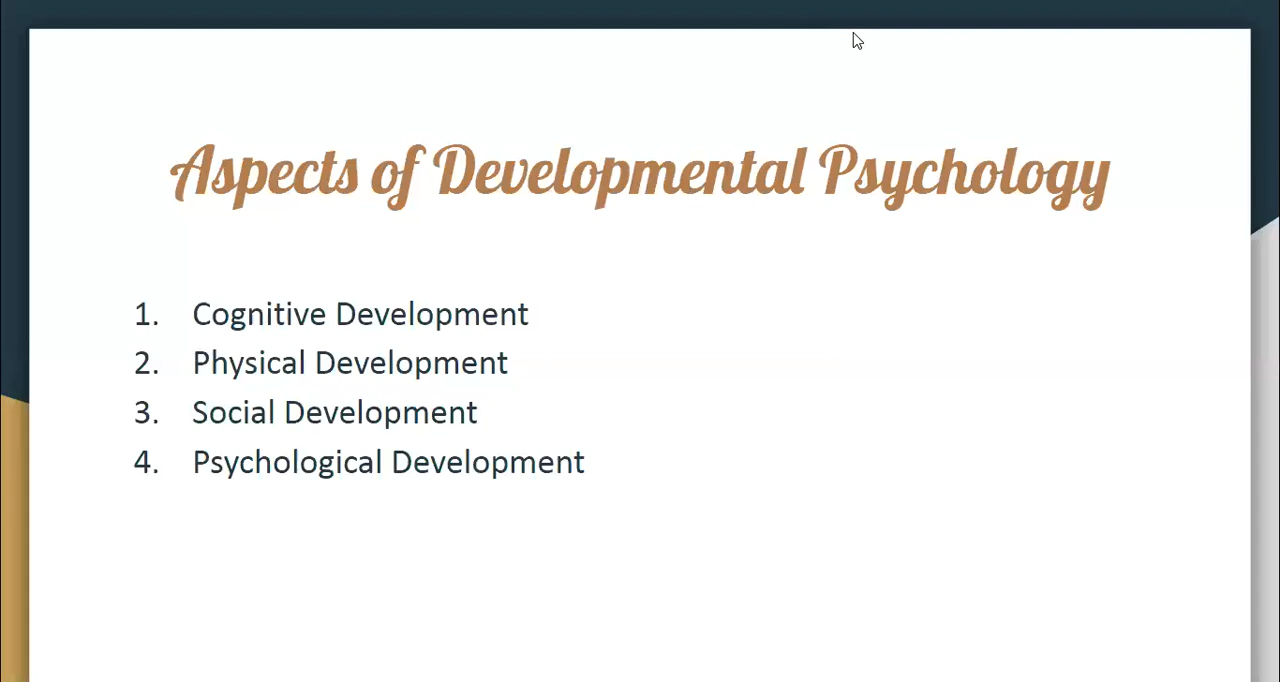 Aspects of Developmental Psychology
1. Cognitive Development
2. Physical Development
3. Social Development
4. Psychological Development